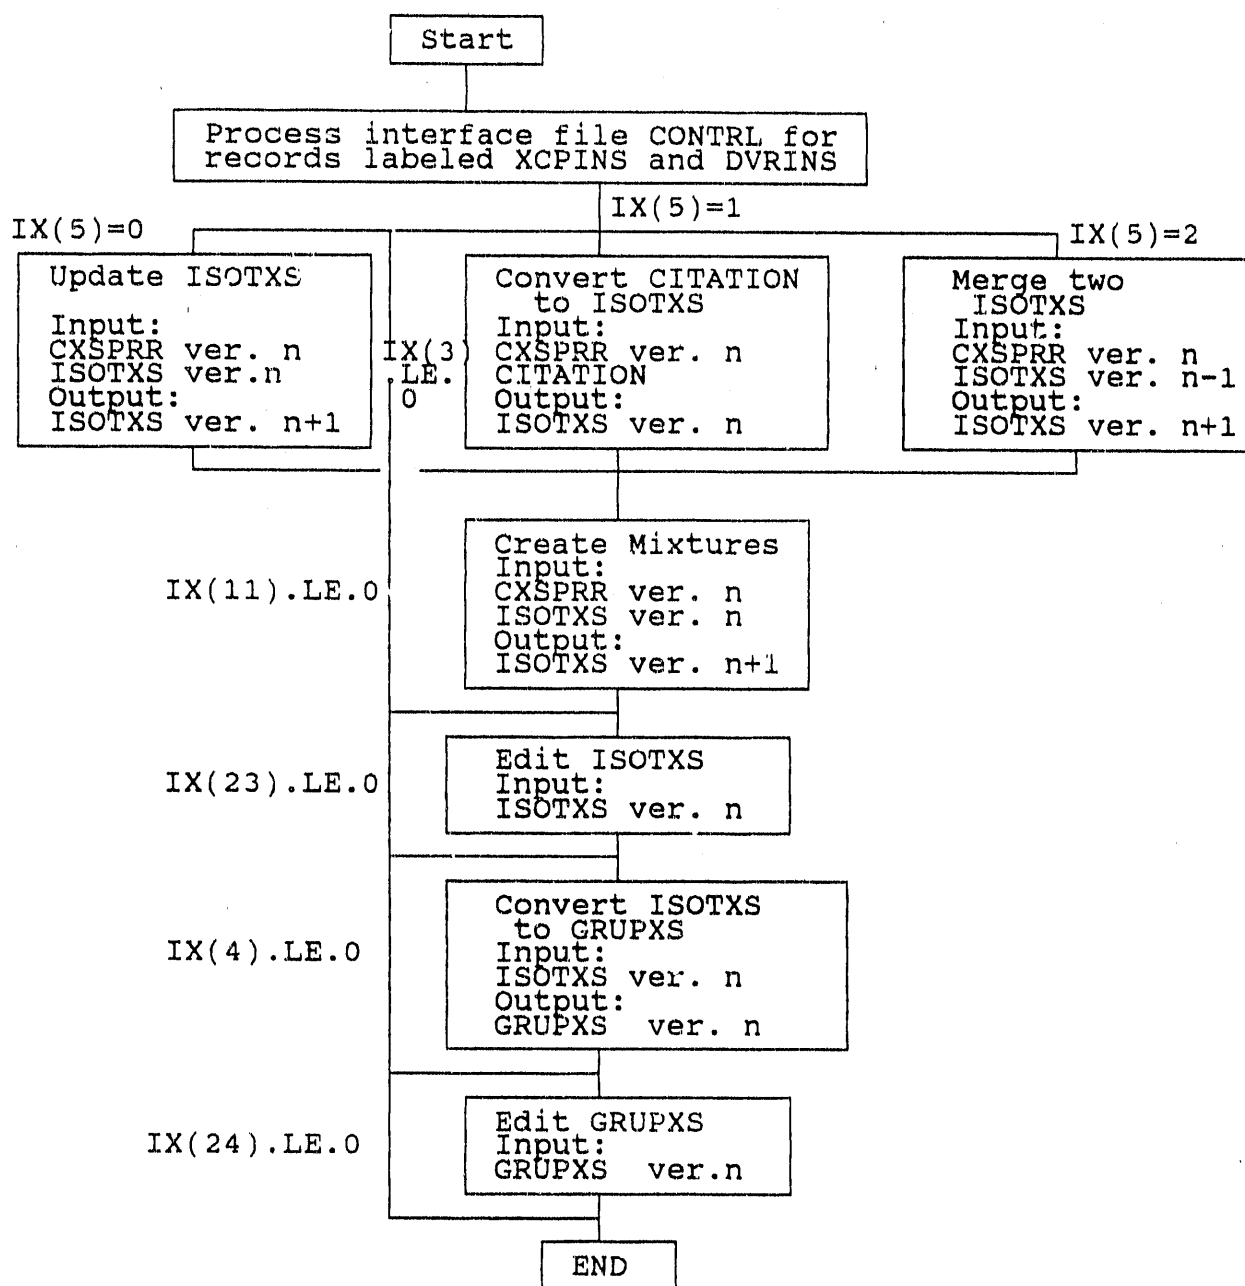 Start
Process interface file CONTRL for
records labeled XCPINS and DVRINS
IX(5)=1
IX(5)=0
IX(5)=2
Update ISOTXS
Input:
CXSPRR ver. n
ISOTXS ver.n
Output:
ISOTXS ver. n+1
IX(3)
.LE.
0
Convert CITATION
to ISOTXS
Input:
CXSPRR ver. n
CITATION
Output:
ISOTXS ver. n
Merge two
ISOTXS
Input:
CXSPRR ver. n
ISOTXS ver. n-1
Output:
ISOTXS ver. n+1
IX(11).LE.0
Create Mixtures
Input:
CXSPRR ver. n
ISOTXS ver. n
Output:
ISOTXS ver. n+1
IX(23).LE.0
Edit ISOTXS
Input:
ISOTXS ver. n
IX(4).LE.0
Convert ISOTXS
to GRUPXS
Input:
ISOTXS ver. n
Output:
GRUPXS ver. n
IX(24).LE.0
Edit GRUPXS
Input:
GRUPXS ver.n
END